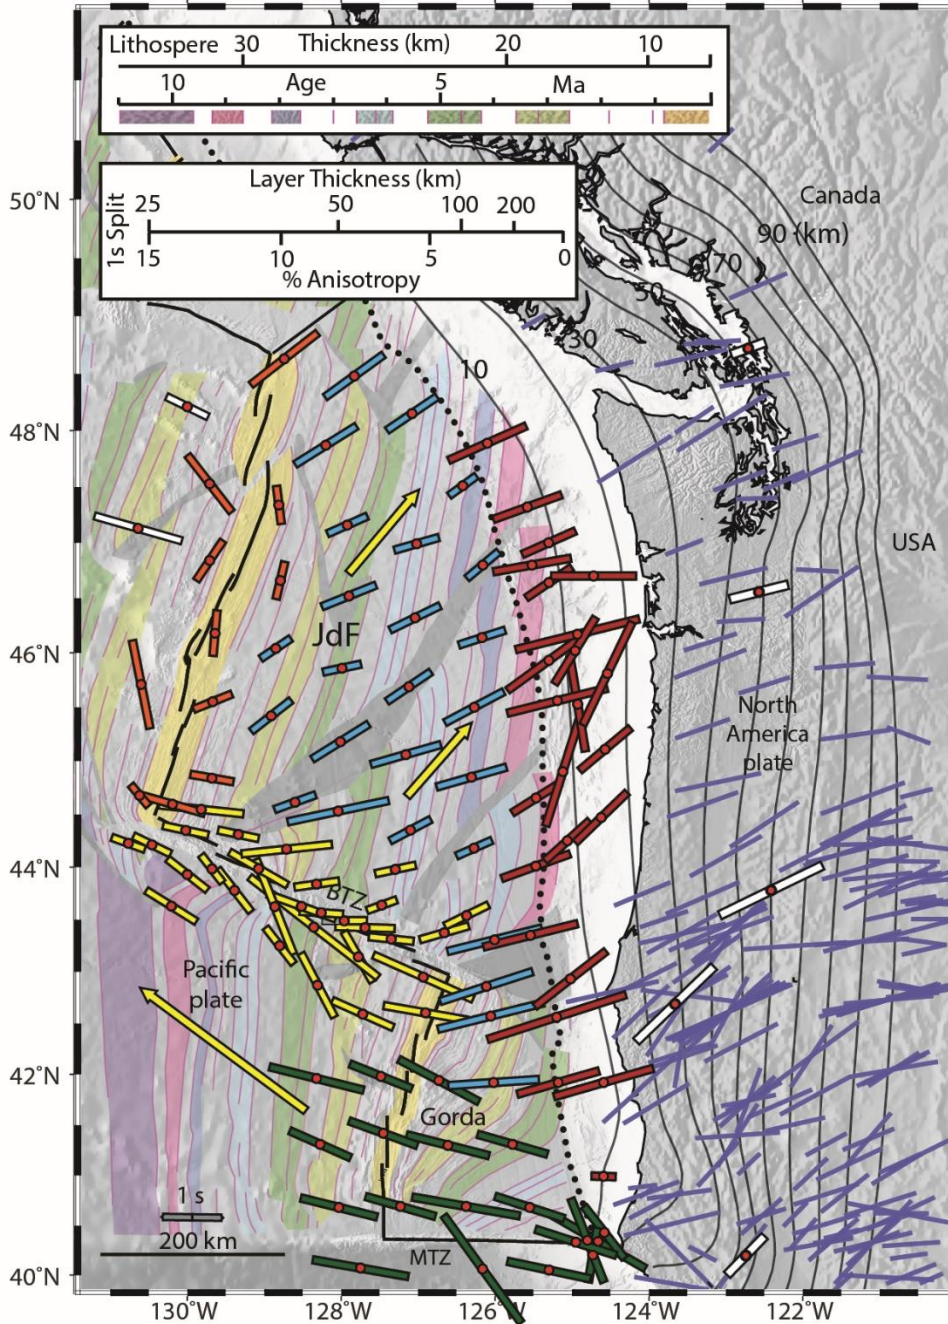 Lithospere 30 Thickness (km) 20 10
10 Age 5 Ma
Layer Thickness (km)
25 50 100 200
1s Split
15 10 5 0
% Anisotropy
50°N
48°N
46°N
44°N
42°N
40°N
Canada
90 (km)
70
50
30
10
USA
JdF
North
America
plate
BTZ
Pacific
plate
Gorda
1 s
200 km
MTZ
130°W 128°W 126°W 124°W 122°W